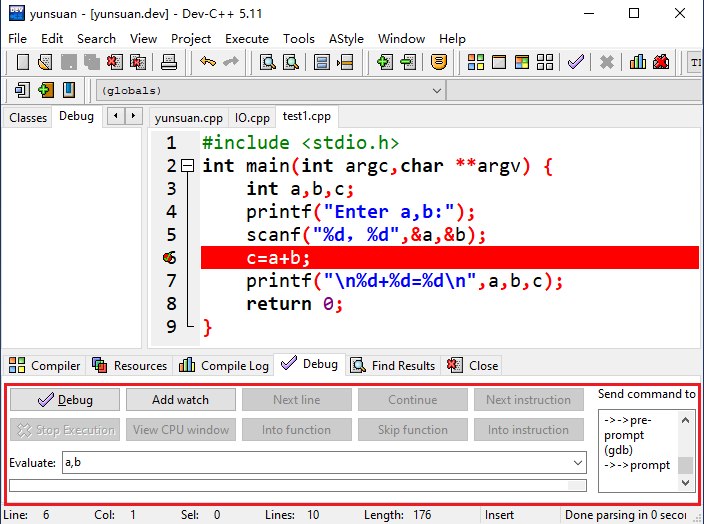 yunsuan - [yunsuan.dev] - Dev-C++ 5.11
File Edit Search View Project Execute Tools AStyle Window Help
(globals)
Classes Debug yunsuan.cpp IO.cpp test1.cpp
1 #include <stdio.h>
2 int main(int argc,char **argv) {
3 int a,b,c;
4 printf("Enter a,b:");
5 scanf("%d，%d",&a,&b);
6 c=a+b;
7 printf("\n%d+%d=%d\n",a,b,c);
8 return 0;
9 }
Compiler Resources Compile Log Debug Find Results Close
Debug Add watch Next line Continue Next instruction
Stop Execution View CPU window Into function Skip function Into instruction
Evaluate: a,b
Send command to
->->pre-
prompt
(gdb)
->->prompt
Line: 6 Col: 1 Sel: 0 Lines: 10 Length: 176 Insert Done parsing in 0 secor